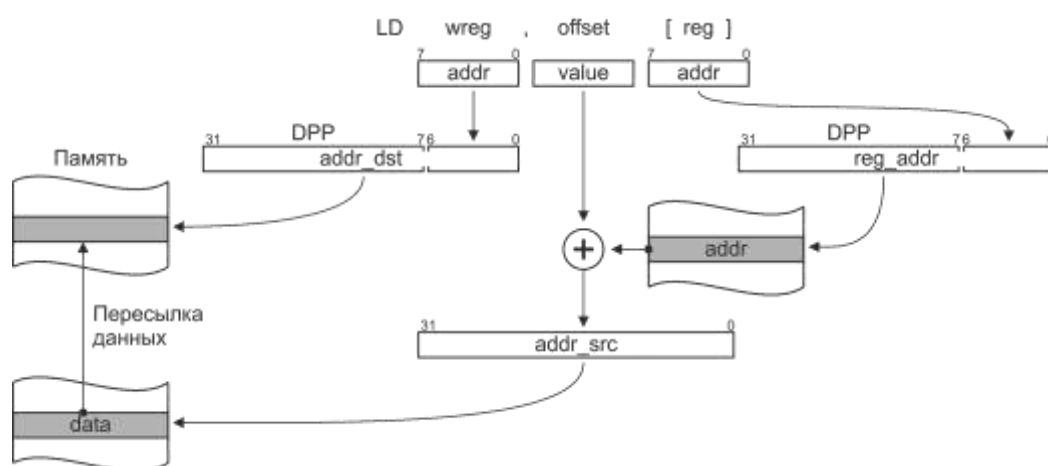 LD wreg , offset [ reg ]
7 0 7 0
addr value addr
DPP DPP
31 7 6 0 31 7 6
addr_dst reg_addr
Память
addr
Пересылка
данных
31 0
addr_src
data